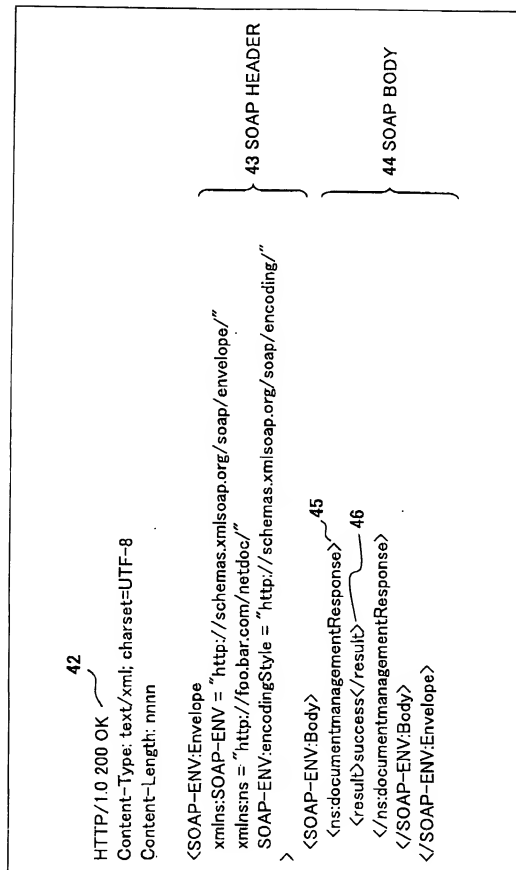 HTTP/1.0 200 OK 42
Content-Type: text/xml; charset=UTF-8
Content-Length: nnnn
<SOAP-ENV:Envelope
xmlns:SOAP-ENV = "http://schemas.xmlsoap.org/soap/envelope/"
xmlns:ns = "http://foo.bar.com/netdoc/"
SOAP-ENV:encodingStyle = "http://schemas.xmlsoap.org/soap/encoding/"
>
43 SOAP HEADER
<SOAP-ENV:Body>
<ns:documentmanagementResponse> 45
<result>success</result> 46
</ns:documentmanagementResponse>
</SOAP-ENV:Body>
</SOAP-ENV:Envelope>
44 SOAP BODY